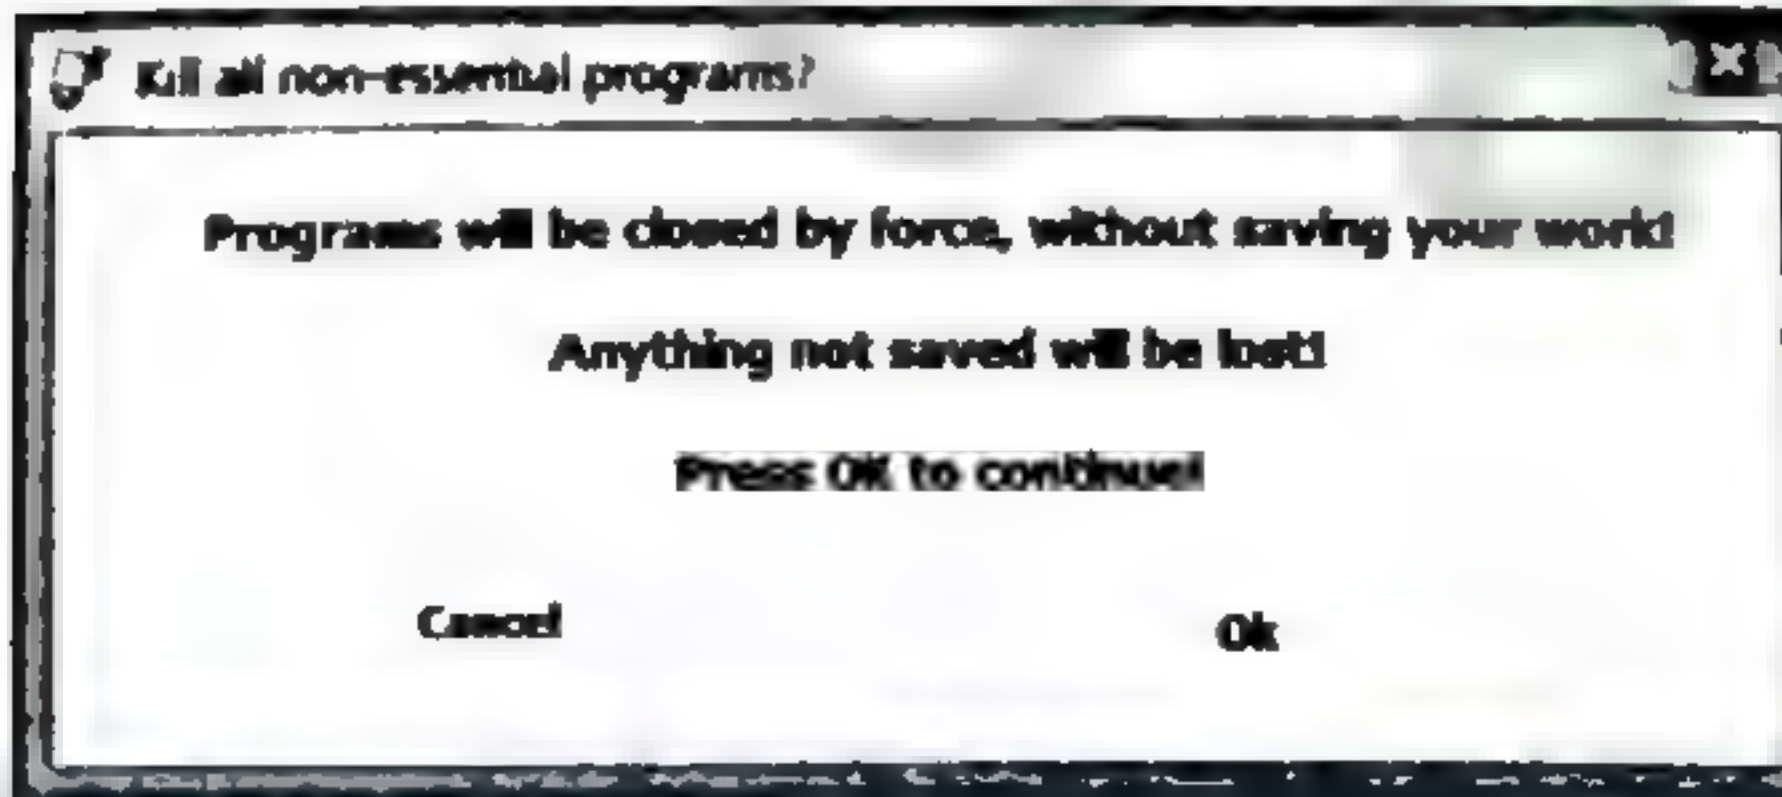 Kill all non-essential programs?
Programs will be closed by force, without saving your work!
Anything not saved will be lost!
Press OK to continue!
Cancel
Ok